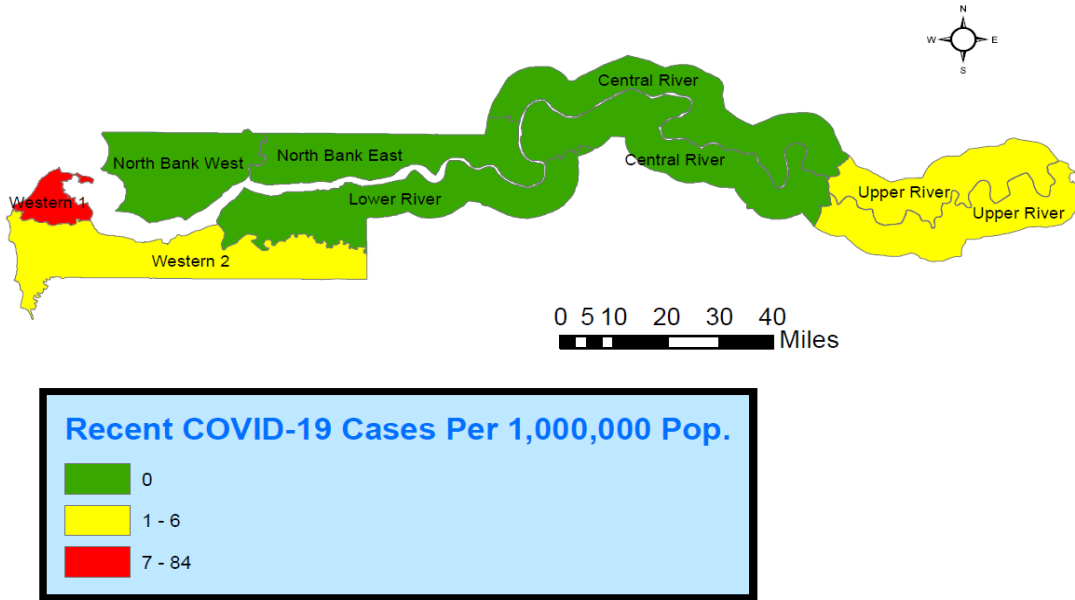 N
W E
S
Central River
North Bank West
North Bank East
Central River
Western 1
Lower River
Upper River
Upper River
Western 2
0 5 10 20 30 40
Miles
Recent COVID-19 Cases Per 1,000,000 Pop.
0
1 - 6
7 - 84